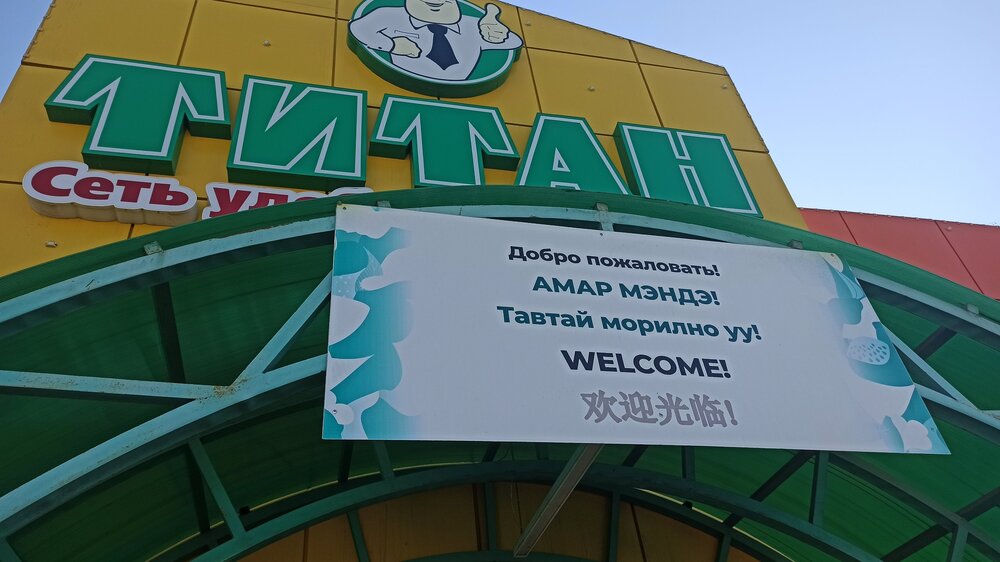 ТИТАН
Сеть
Добро пожаловать!
АМАР МЭНДЭ!
Тавтай морилно уу!
WELCOME!
欢迎光临!